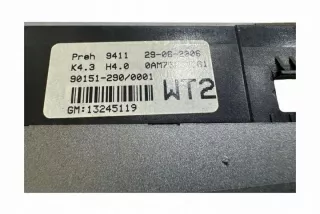 Preh 9411 29-06-2006
K4.3 H4.0
90151-290/0001
WT2
GM:13245119